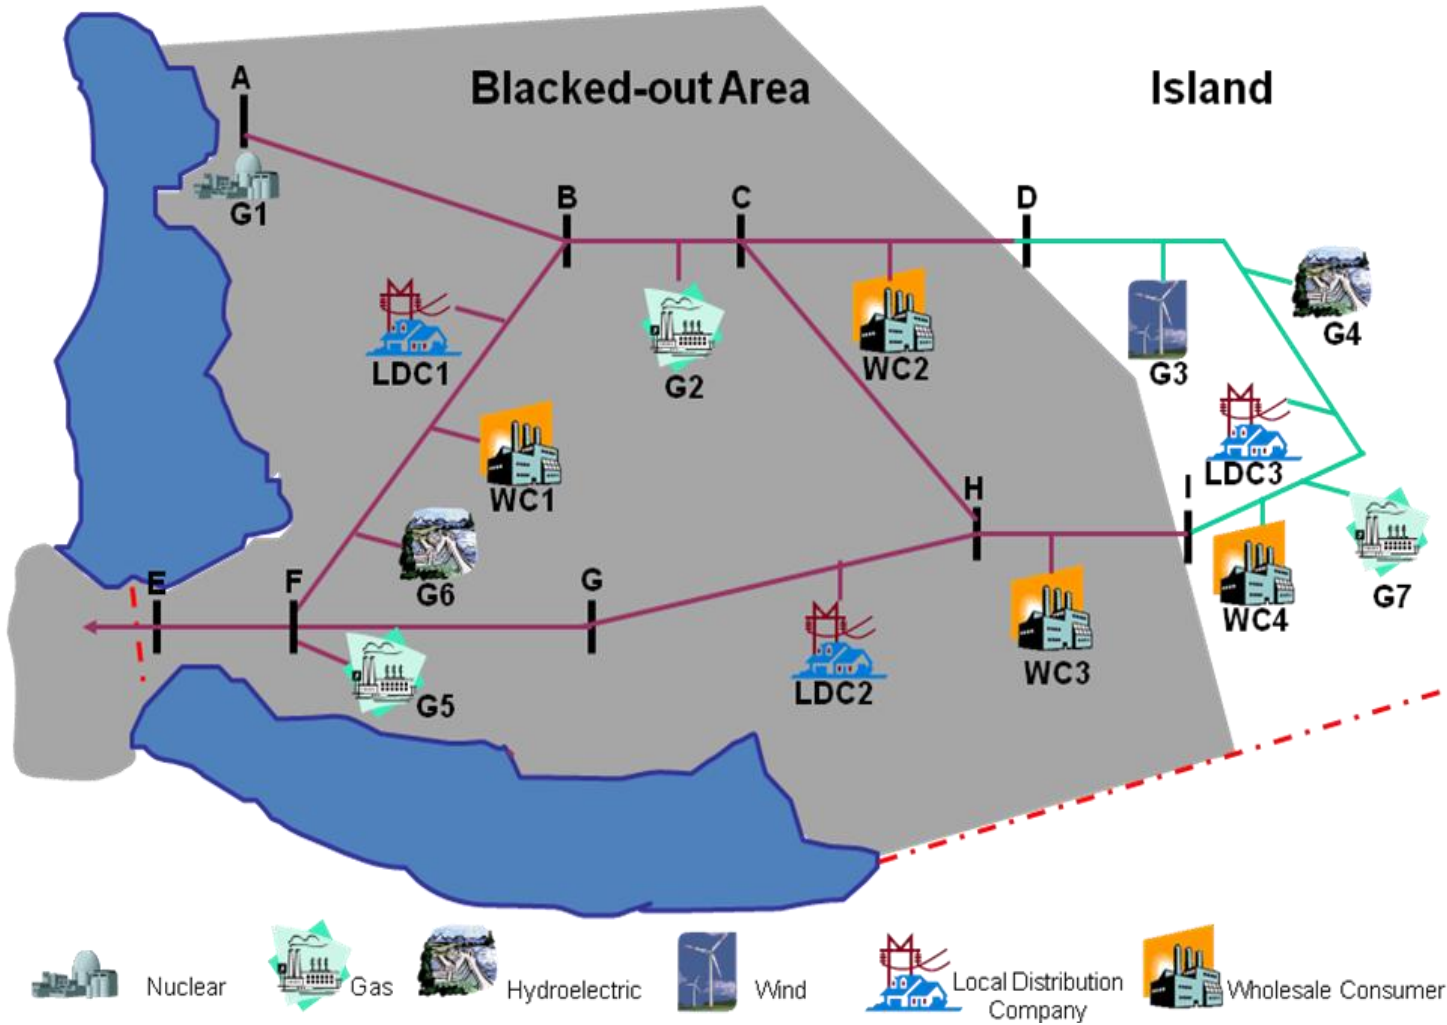 Blacked-out Area
Island
A
G1
B
C
D
G4
LDC1
G2
WC2
G3
LDC3
WC1
H
I
G6
G7
E
F
G
WC4
G5
LDC2
WC3
Nuclear
Gas
Hydroelectric
Wind
Local Distribution
Company
Wholesale Consumer